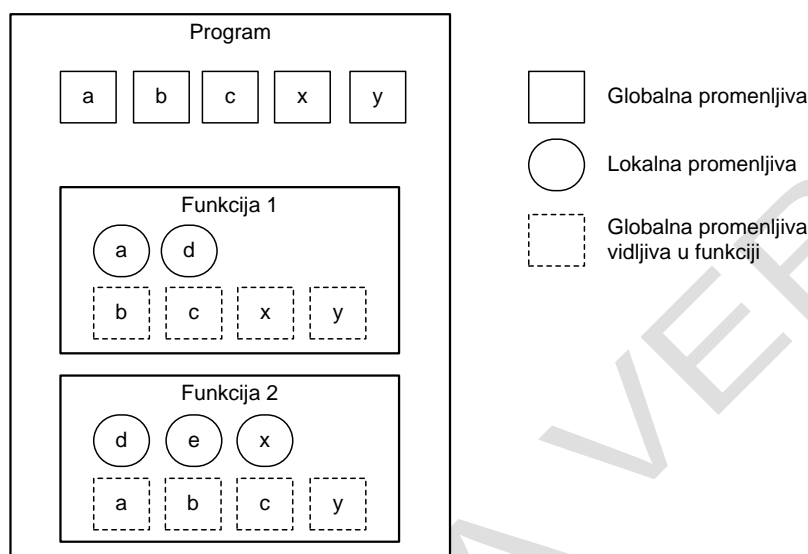 Program
a b c x y
Globalna promenljiva
Lokalna promenljiva
Globalna promenljiva
vidljiva u funkciji
Funkcija 1
a d
b c x y
Funkcija 2
d e x
a b c y